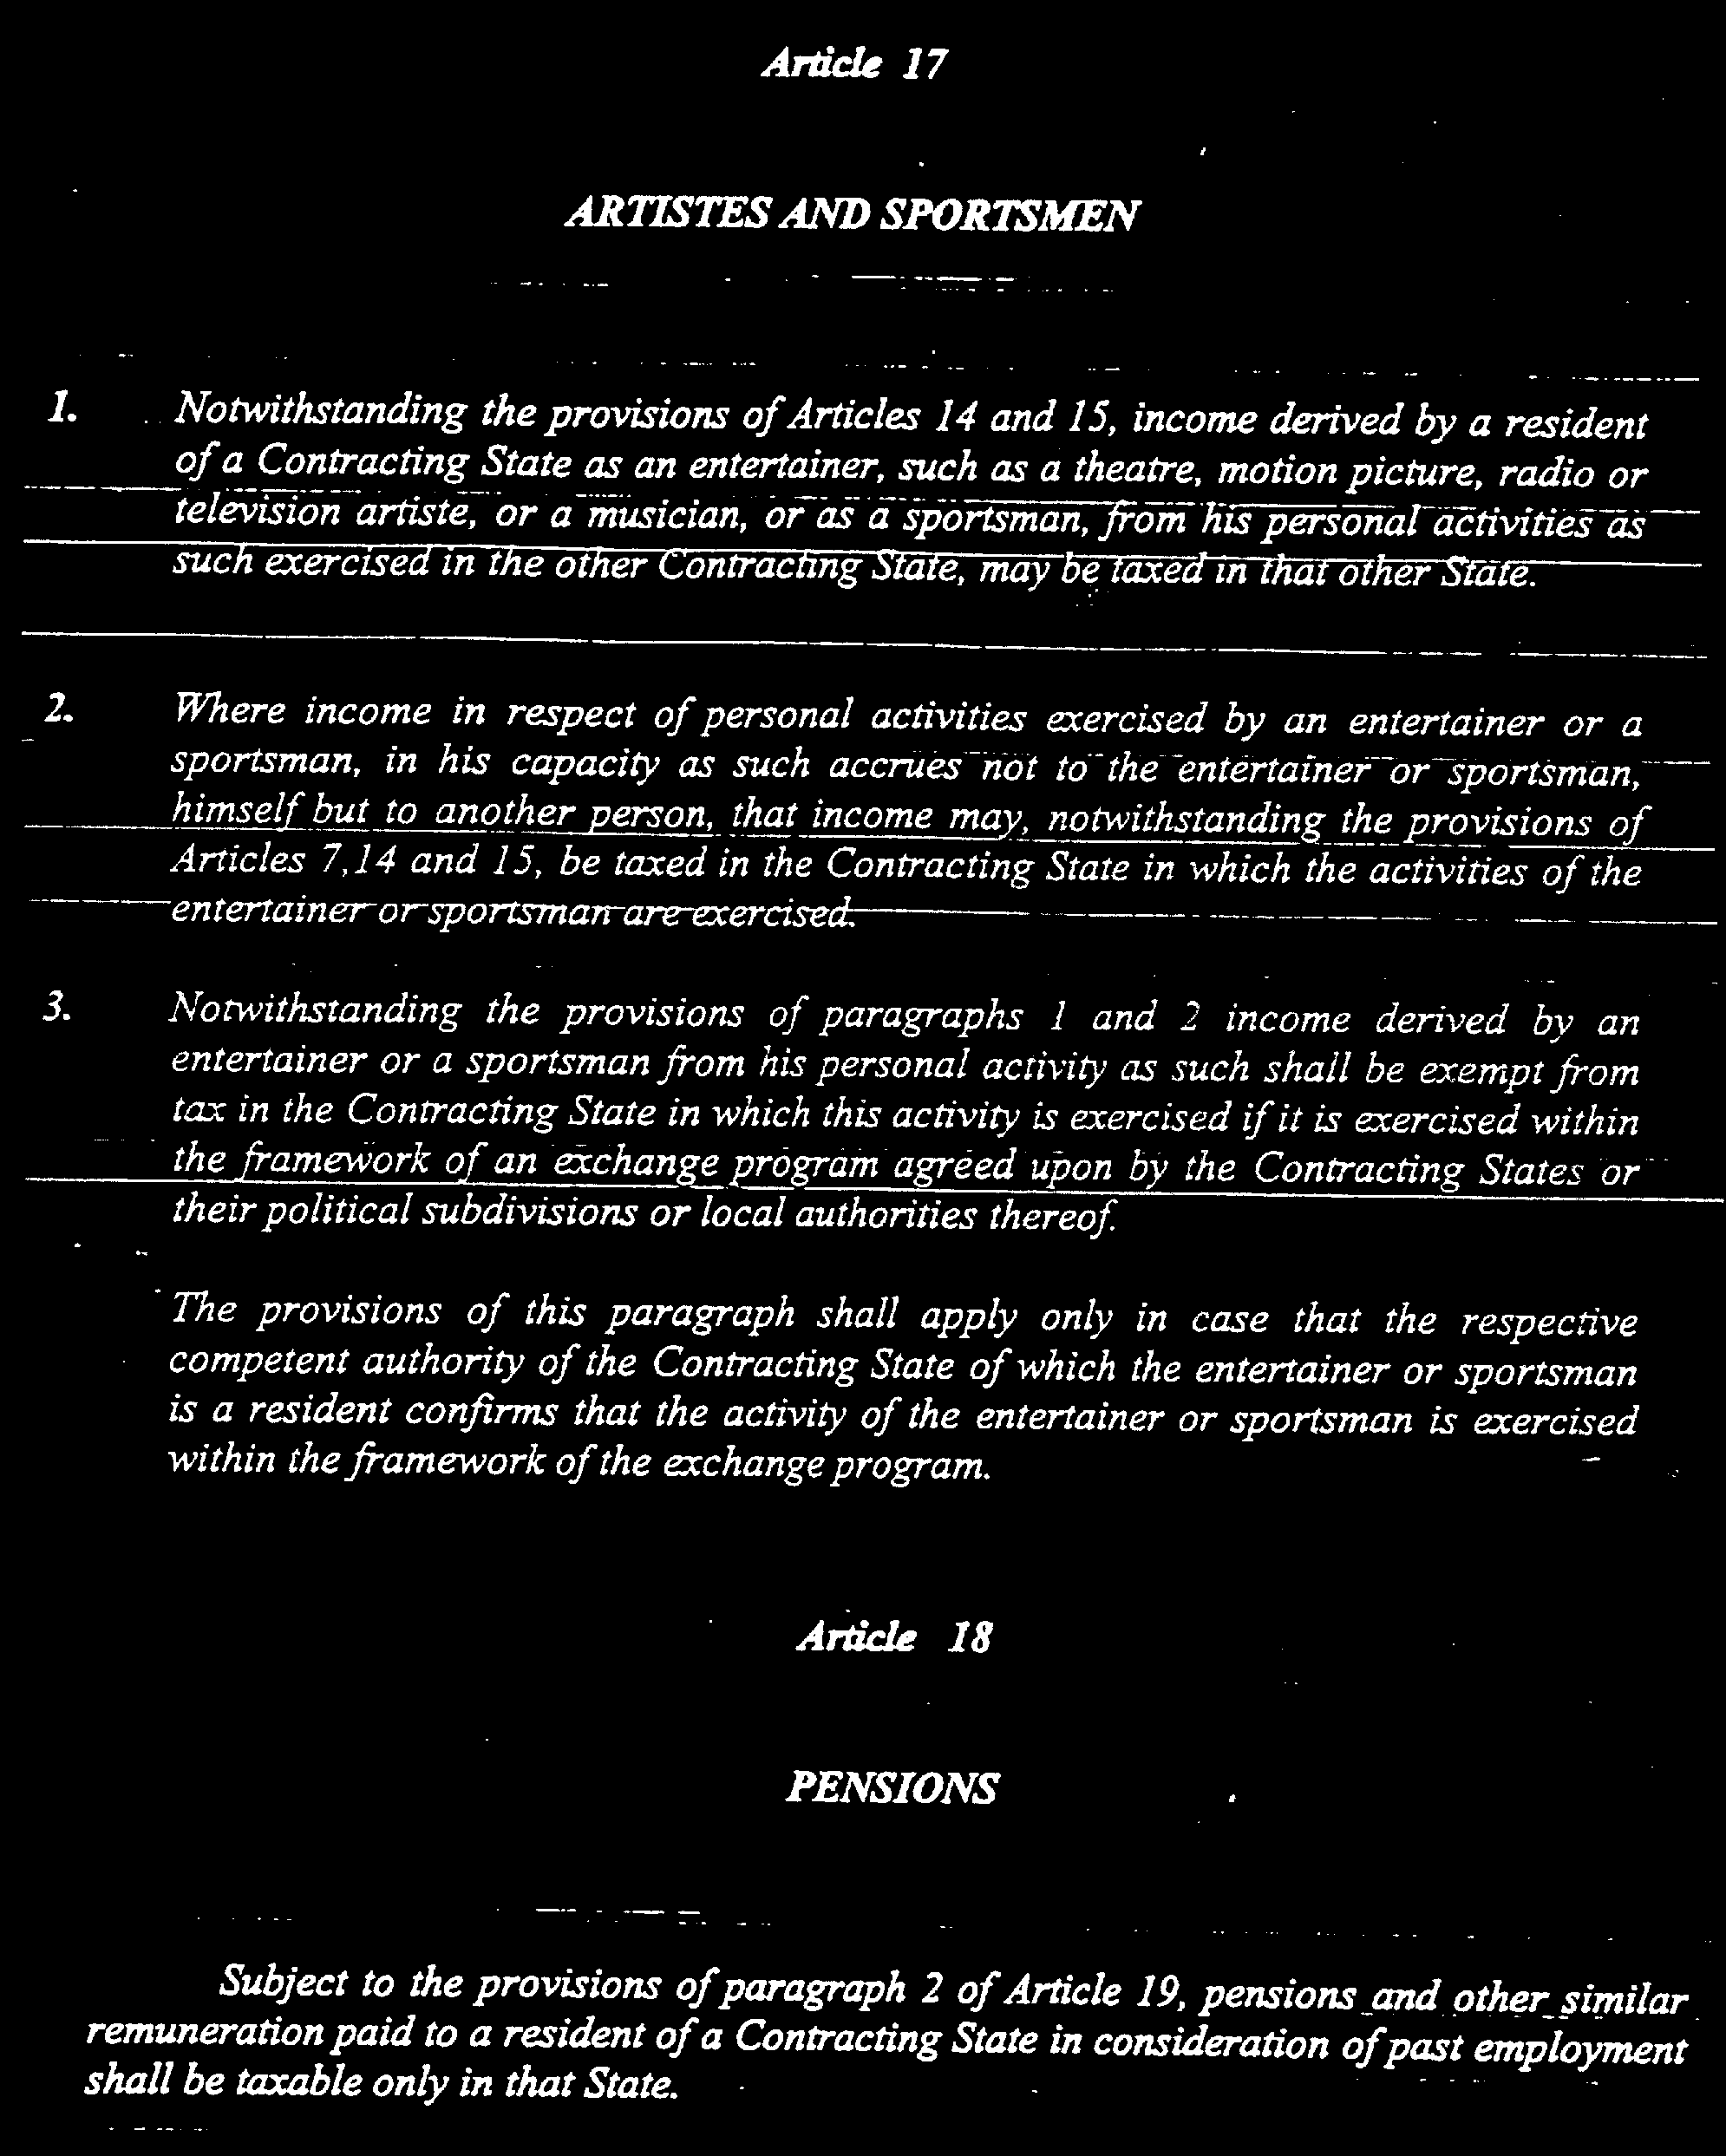 Article 17
ARTISTES AND SPORTSMEN
1. Notwithstanding the provisions of Articles 14 and 15, income derived by a resident
of a Contracting State as an entertainer, such as a theatre, motion picture, radio or
television artiste, or a musician, or as a sportsman, from his personal activities as
such exercised in the other Contracting State, may be taxed in that other State.
2. Where income in respect of personal activities exercised by an entertainer or a
sportsman, in his capacity as such accrues not to the entertainer or sportsman,
himself but to another person, that income may, notwithstanding the provisions of
Articles 7,14 and 15, be taxed in the Contracting State in which the activities of the
entertainer or sportsman are exercised.
3. Notwithstanding the provisions of paragraphs 1 and 2 income derived by an
entertainer or a sportsman from his personal activity as such shall be exempt from
tax in the Contracting State in which this activity is exercised if it is exercised within
the framework of an exchange program agreed upon by the Contracting States or
their political subdivisions or local authorities thereof.
The provisions of this paragraph shall apply only in case that the respective
competent authority of the Contracting State of which the entertainer or sportsman
is a resident confirms that the activity of the entertainer or sportsman is exercised
within the framework of the exchange program.
Article 18
PENSIONS
Subject to the provisions of paragraph 2 of Article 19, pensions and other similar
remuneration paid to a resident of a Contracting State in consideration of past employment
shall be taxable only in that State.